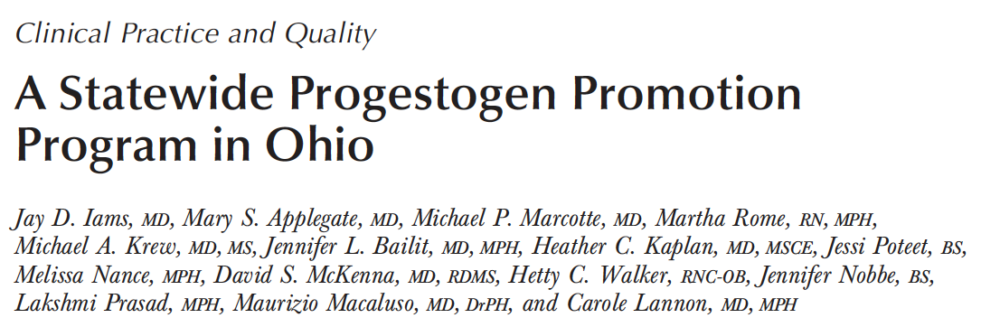 Clinical Practice and Quality
A Statewide Progestogen Promotion
Program in Ohio
Jay D. Iams, MD, Mary S. Applegate, MD, Michael P. Marcotte, MD, Martha Rome, RN, MPH,
Michael A. Krew, MD, MS, Jennifer L. Bailit, MD, MPH, Heather C. Kaplan, MD, MSCE, Jessi Poteet, BS,
Melissa Nance, MPH, David S. McKenna, MD, RDMS, Hetty C. Walker, RNC-OB, Jennifer Nobbe, BS,
Lakshmi Prasad, MPH, Maurizio Macaluso, MD, DrPH, and Carole Lannon, MD, MPH